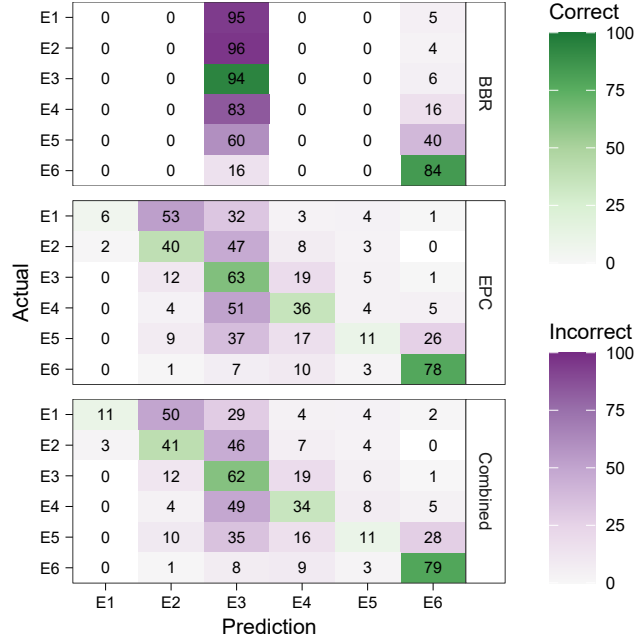 E1 0 0 95 0 0 5
E2 0 0 96 0 0 4
E3 0 0 94 0 0 6
E4 0 0 83 0 0 16
E5 0 0 60 0 0 40
E6 0 0 16 0 0 84
BBR
E1 6 53 32 3 4 1
E2 2 40 47 8 3 0
E3 0 12 63 19 5 1
E4 0 4 51 36 4 5
E5 0 9 37 17 11 26
E6 0 1 7 10 3 78
EPC
E1 11 50 29 4 4 2
E2 3 41 46 7 4 0
E3 0 12 62 19 6 1
E4 0 4 49 34 8 5
E5 0 10 35 16 11 28
E6 0 1 8 9 3 79
Combined
Actual
E1 E2 E3 E4 E5 E6
Prediction
Correct
100
75
50
25
0
Incorrect
100
75
50
25
0